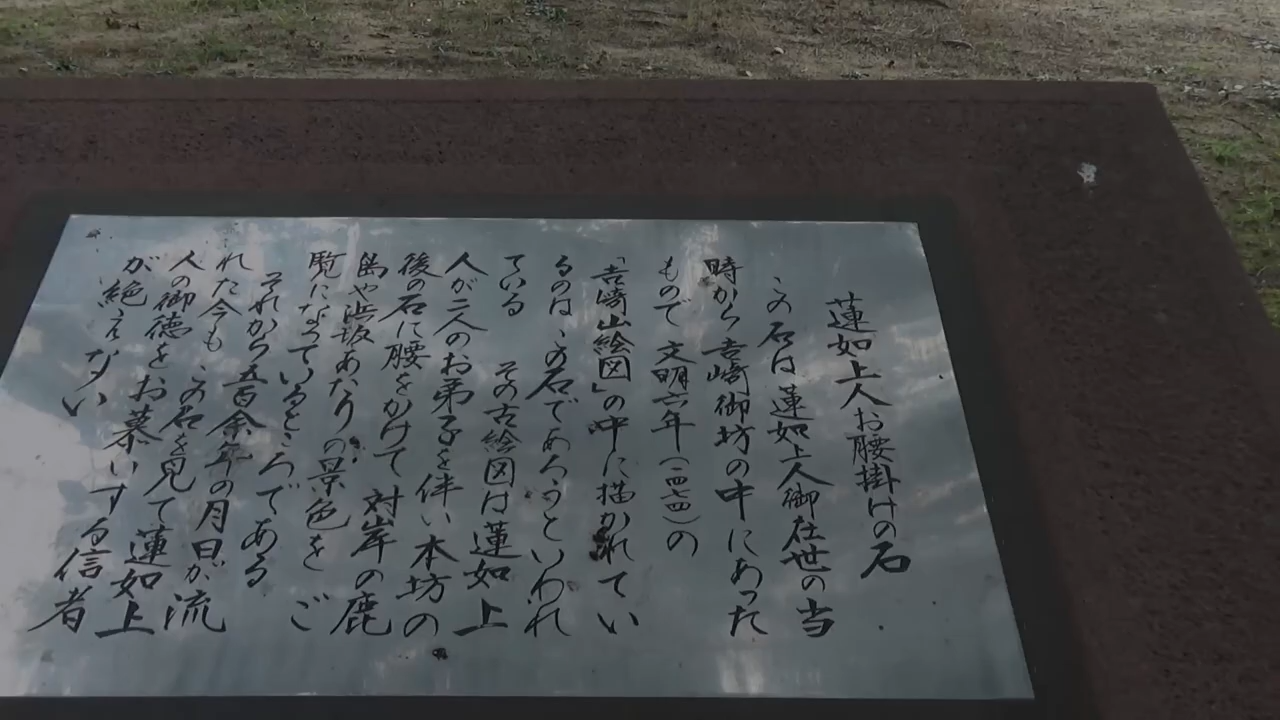 蓮如上人お腰掛けの石
この石は蓮如上人御在世の当
時から吉崎御坊の中にあった
もので 文明六年(一四七四)の
「吉崎山絵図」の中に描かれてい
るのは、この石であろうといわれ
ている その古絵図は蓮如上
人が二人のお弟子を伴い本坊の
後の石に腰をかけて 対岸の鹿
島や浜坂あたりの景色を ご
覧になっているところである
それから五百余年の月日が流
れた今も この石を見て蓮如上
人の御徳をお慕いする信者
が絶えない